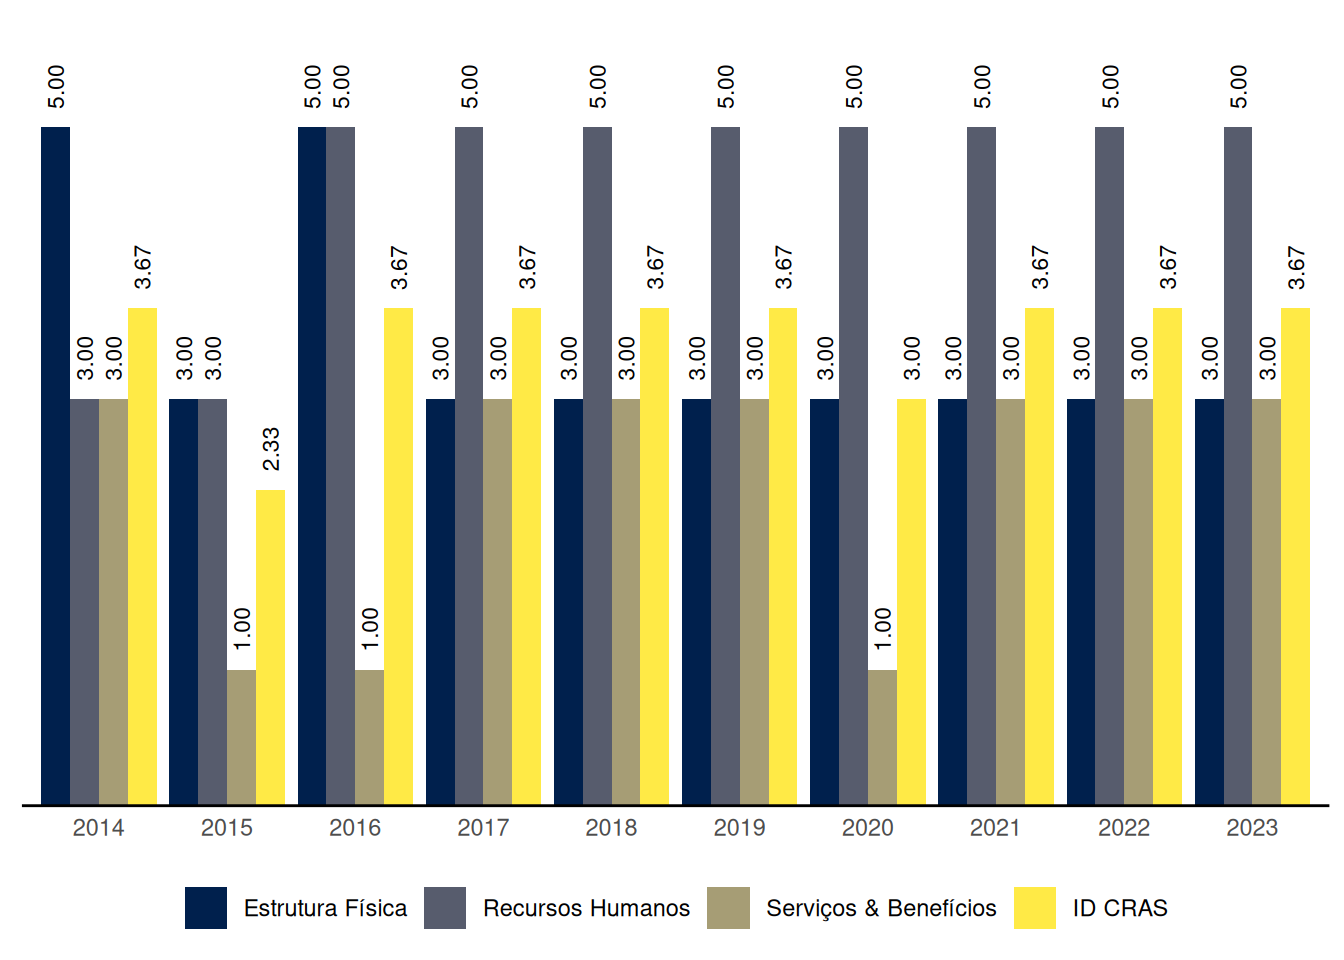 5.00 5.00 5.00 5.00 5.00 5.00 5.00 5.00 5.00 5.00
3.67 3.67 3.67 3.67 3.67 3.67 3.67 3.67
3.00 3.00 3.00 3.00 3.00 3.00 3.00 3.00 3.00 3.00 3.00 3.00 3.00 3.00 3.00 3.00 3.00 3.00
2.33
1.00 1.00 1.00
2014 2015 2016 2017 2018 2019 2020 2021 2022 2023
Estrutura Física Recursos Humanos Serviços & Benefícios ID CRAS